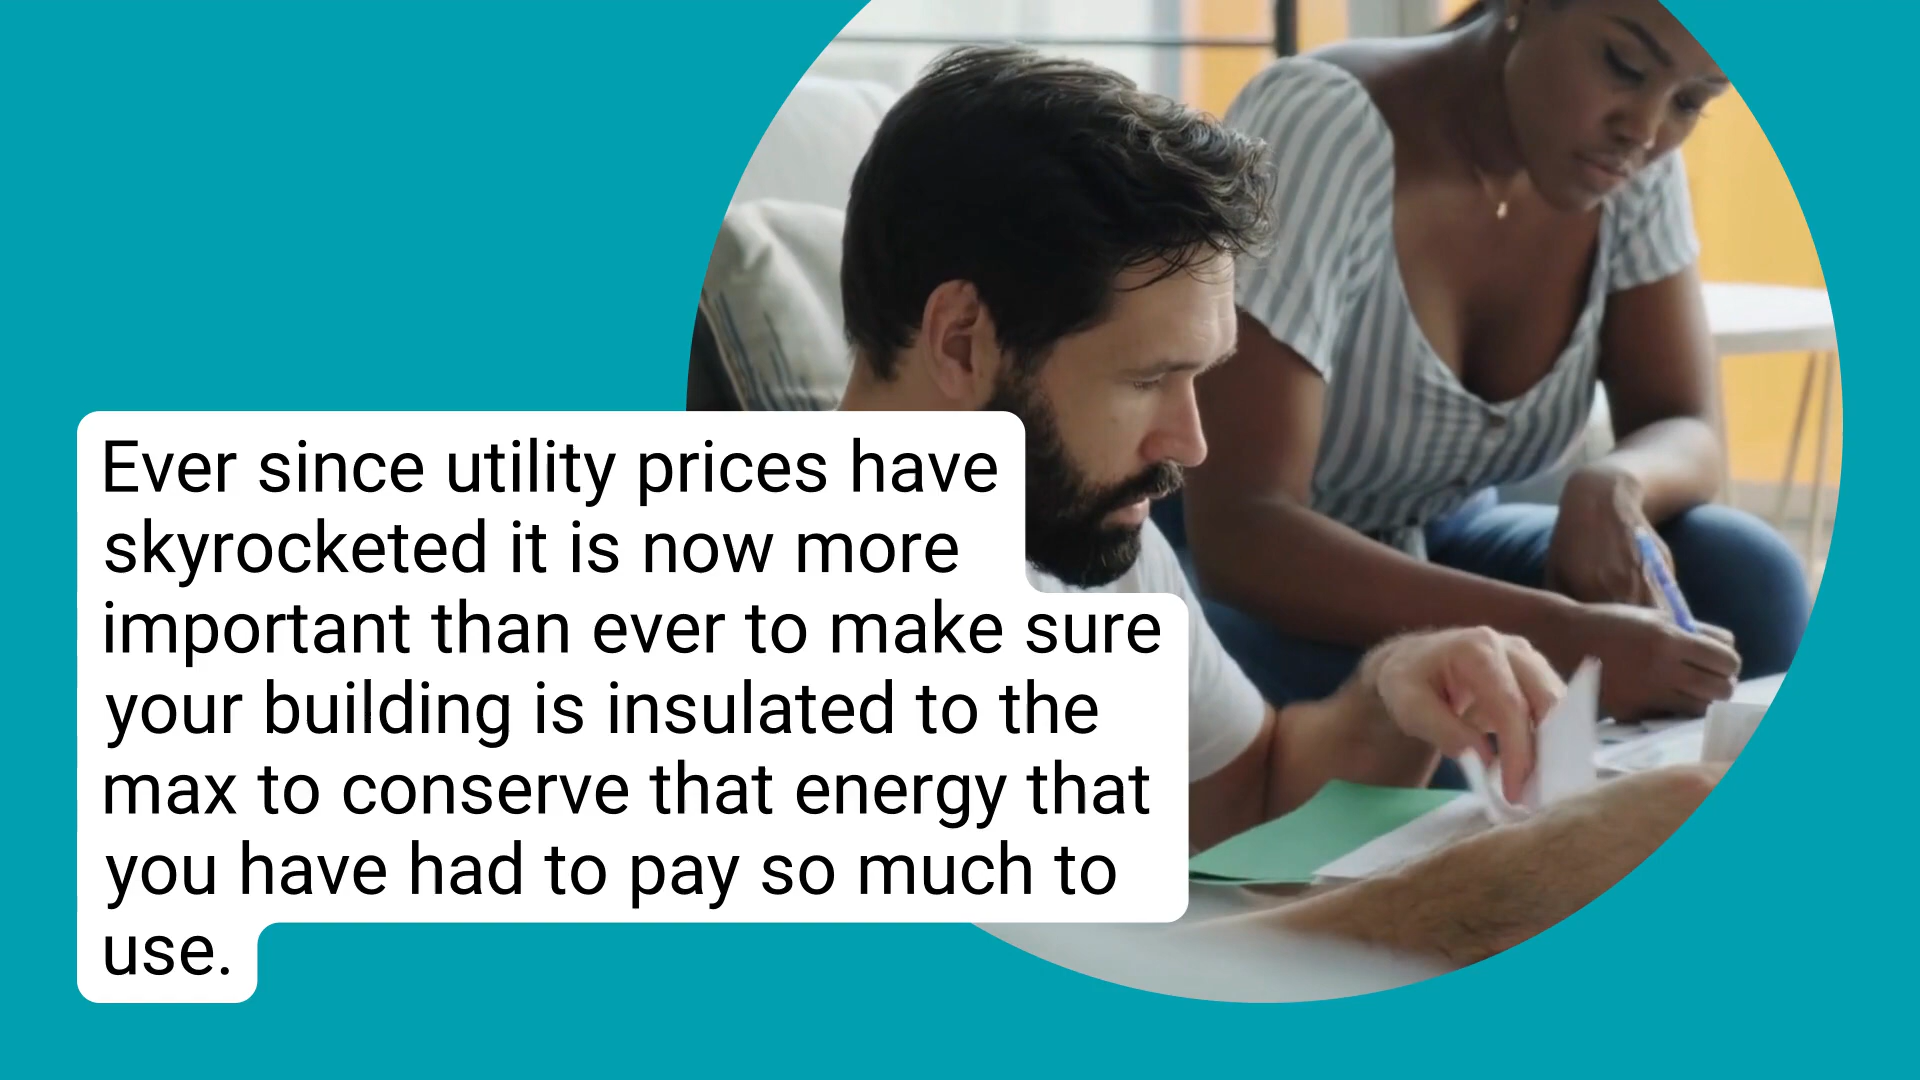 Ever since utility prices have
skyrocketed it is now more
important than ever to make sure
your building is insulated to the
max to conserve that energy that
you have had to pay so much to
use.